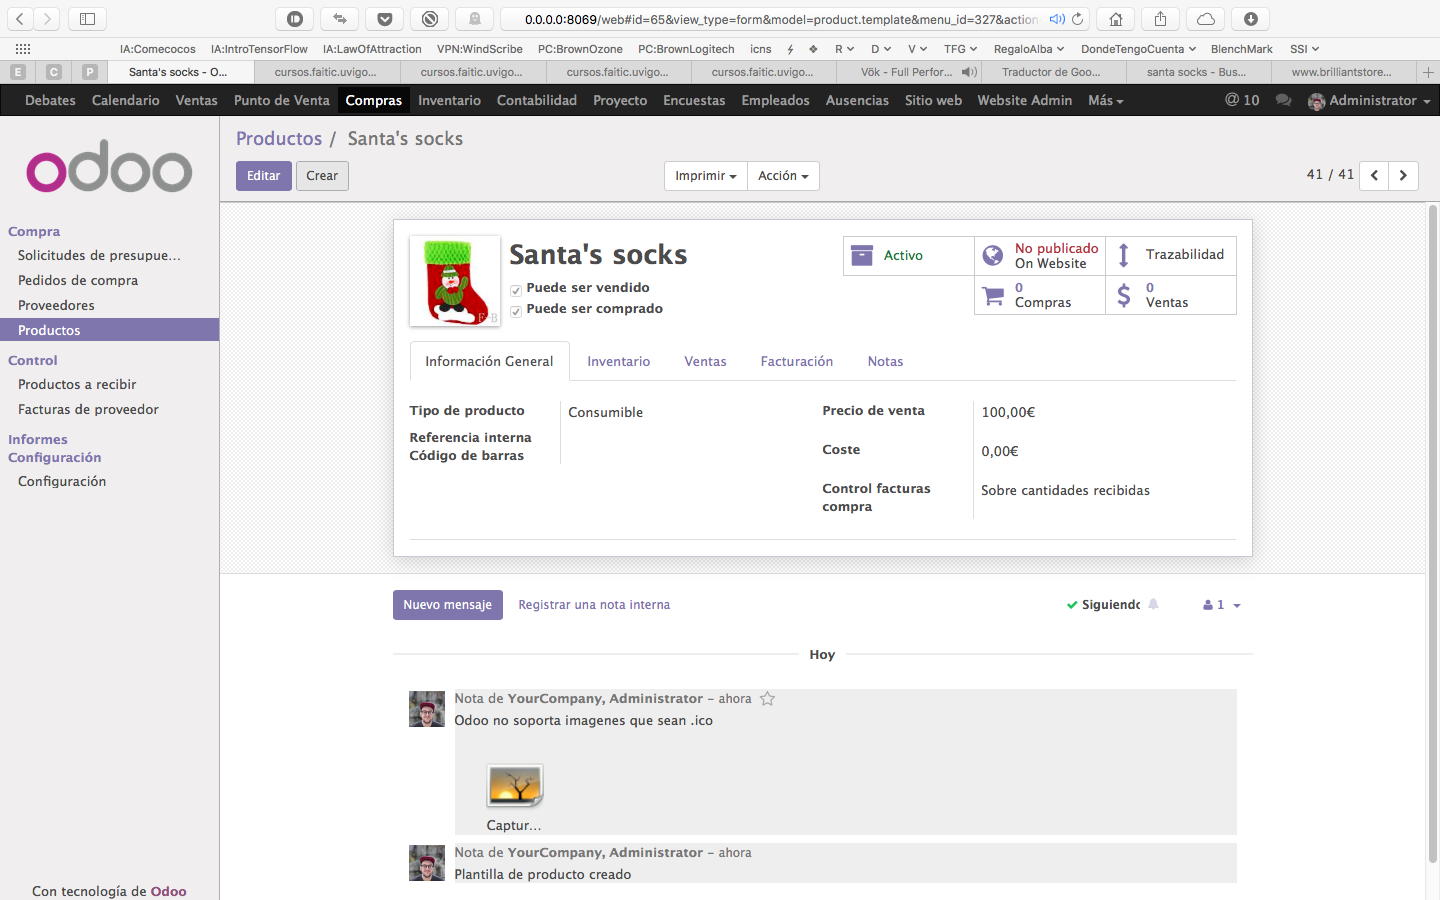 0.0.0.0:8069/web#id=65&view_type=form&model=product.template&menu_id=327&action
IA:Comecocos IA:IntroTensorFlow IA:LawOfAttraction VPN:WindScribe PC:BrownOzone PC:BrownLogitech icns R D V TFG RegaloAlba DondeTengoCuenta BlenchMark SSI
E C P Santa's socks - O... cursos.faitic.uvigo... cursos.faitic.uvigo... cursos.faitic.uvigo... cursos.faitic.uvigo... Vök - Full Perfor... Traductor de Goo... santa socks - Bus... www.brilliantstore...
Debates Calendario Ventas Punto de Venta Compras Inventario Contabilidad Proyecto Encuestas Empleados Ausencias Sitio web Website Admin Más @ 10 Administrator
odoo
Productos / Santa's socks
Editar Crear
Imprimir Acción
41 / 41
Compra
Solicitudes de presupue...
Pedidos de compra
Proveedores
Productos
Control
Productos a recibir
Facturas de proveedor
Informes
Configuración
Configuración
Con tecnología de Odoo
Santa's socks
Puede ser vendido
Puede ser comprado
Activo
No publicado
On Website
Trazabilidad
0
Compras
$ 0
Ventas
Información General Inventario Ventas Facturación Notas
Tipo de producto Consumible
Referencia interna
Código de barras
Precio de venta 100,00€
Coste 0,00€
Control facturas compra Sobre cantidades recibidas
Nuevo mensaje Registrar una nota interna
Siguiendo 1
Hoy
Nota de YourCompany, Administrator - ahora
Odoo no soporta imagenes que sean .ico
Captur...
Nota de YourCompany, Administrator - ahora
Plantilla de producto creado